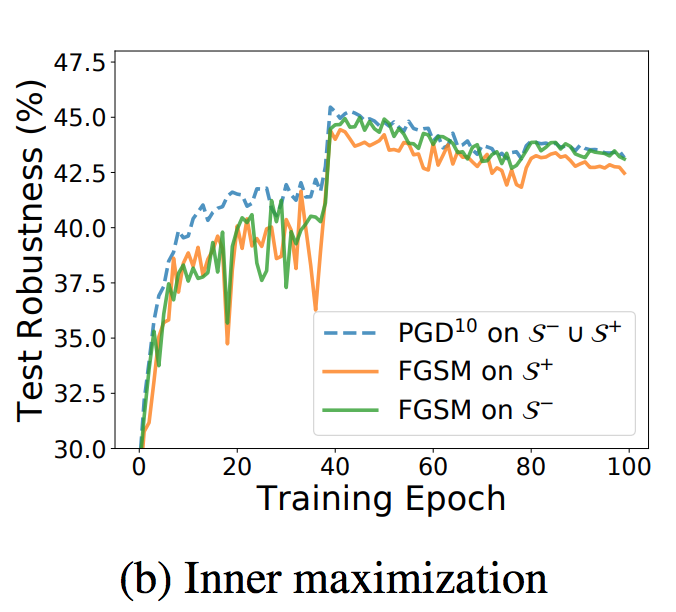 47.5
45.0
42.5
40.0
37.5
35.0
32.5
30.0
Test Robustness (%)
PGD¹⁰ on 𝒮⁻ ∪ 𝒮⁺
FGSM on 𝒮⁺
FGSM on 𝒮⁻
0 20 40 60 80 100
Training Epoch
(b) Inner maximization